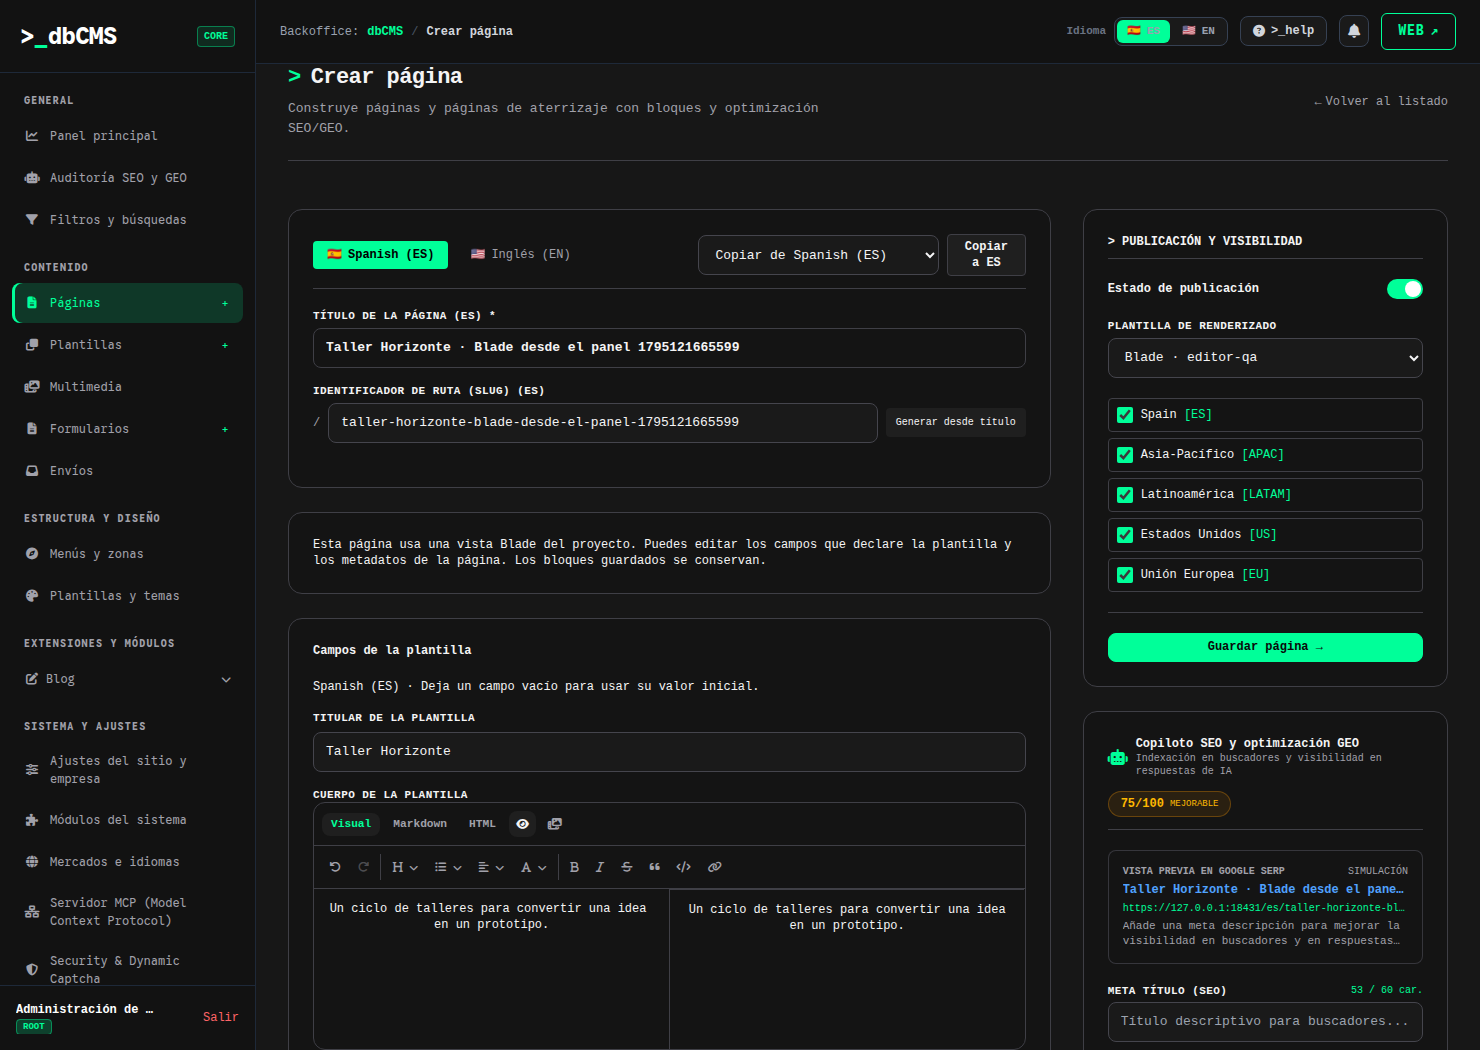 >_dbCMS
CORE
Backoffice: dbCMS / Crear página
Idioma
EN
>_help
WEB ↗
GENERAL
Panel principal
Auditoría SEO y GEO
Filtros y búsquedas
CONTENIDO
Páginas +
Plantillas +
Multimedia
Formularios +
Envíos
ESTRUCTURA Y DISEÑO
Menús y zonas
Plantillas y temas
EXTENSIONES Y MÓDULOS
Blog
SISTEMA Y AJUSTES
Ajustes del sitio y
empresa
Módulos del sistema
Mercados e idiomas
Servidor MCP (Model
Context Protocol)
Security & Dynamic
Captcha
Administración de …
ROOT
Salir
> Crear página
Construye páginas y páginas de aterrizaje con bloques y optimización
SEO/GEO.
← Volver al listado
Spanish (ES)
Inglés (EN)
Copiar de Spanish (ES)
Copiar
a ES
TÍTULO DE LA PÁGINA (ES) *
Taller Horizonte · Blade desde el panel 1795121665599
IDENTIFICADOR DE RUTA (SLUG) (ES)
/ taller-horizonte-blade-desde-el-panel-1795121665599
Generar desde título
Esta página usa una vista Blade del proyecto. Puedes editar los campos que declare la plantilla y
los metadatos de la página. Los bloques guardados se conservan.
Campos de la plantilla
Spanish (ES) · Deja un campo vacío para usar su valor inicial.
TITULAR DE LA PLANTILLA
Taller Horizonte
CUERPO DE LA PLANTILLA
Visual Markdown HTML
H A B I S
Un ciclo de talleres para convertir una idea
en un prototipo.
Un ciclo de talleres para convertir una idea
en un prototipo.
> PUBLICACIÓN Y VISIBILIDAD
Estado de publicación
PLANTILLA DE RENDERIZADO
Blade · editor-qa
Spain [ES]
Asia-Pacífico [APAC]
Latinoamérica [LATAM]
Estados Unidos [US]
Unión Europea [EU]
Guardar página →
Copiloto SEO y optimización GEO
Indexación en buscadores y visibilidad en
respuestas de IA
75/100 MEJORABLE
VISTA PREVIA EN GOOGLE SERP SIMULACIÓN
Taller Horizonte · Blade desde el pane…
https://127.0.0.1:18431/es/taller-horizonte-bl…
Añade una meta descripción para mejorar la
visibilidad en buscadores y en respuestas…
META TÍTULO (SEO) 53 / 60 car.
Título descriptivo para buscadores...